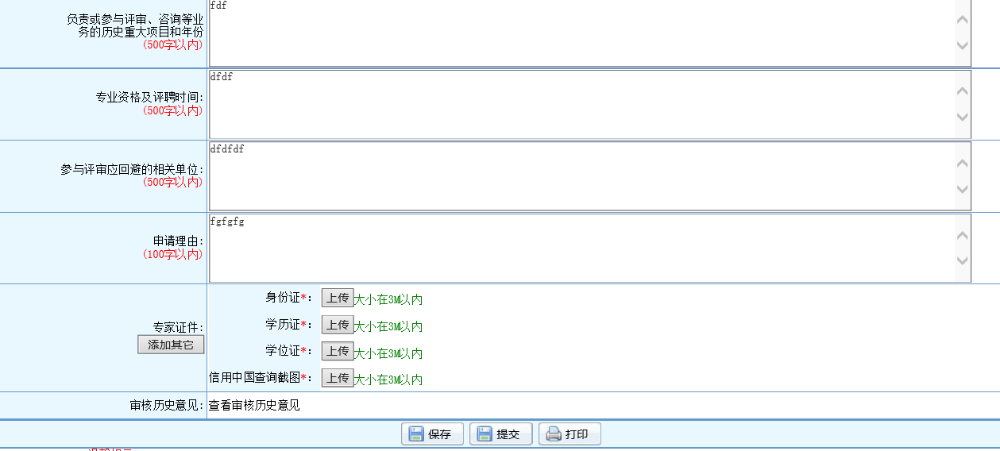 fdf
负责或参与评审、咨询等业
务的历史重大项目和年份
(500字以内)
dfdf
专业资格及评聘时间:
(500字以内)
dfdfdf
参与评审应回避的相关单位:
(500字以内)
fgfgfg
申请理由:
(100字以内)
专家证件:
添加其它
身份证*: 上传 大小在3M以内
学历证*: 上传 大小在3M以内
学位证*: 上传 大小在3M以内
信用中国查询截图*: 上传 大小在3M以内
审核历史意见: 查看审核历史意见
保存 提交 打印